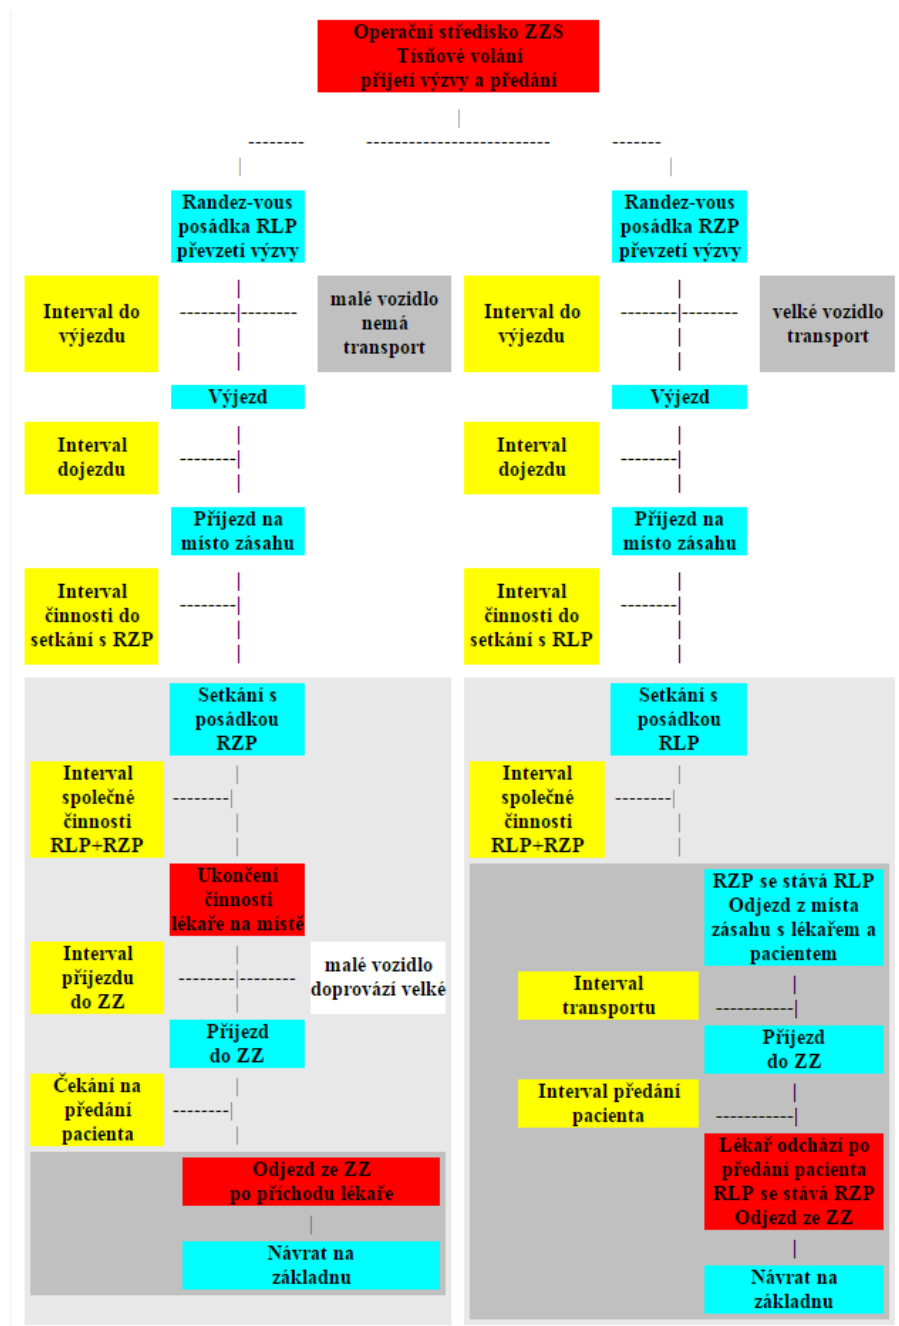 Operační středisko ZZS
Tísňové volání
přijetí výzvy a předání
Randez-vous
posádka RLP
převzetí výzvy
Randez-vous
posádka RZP
převzetí výzvy
Interval do
výjezdu
malé vozidlo
nemá
transport
Interval do
výjezdu
velké vozidlo
transport
Výjezd
Výjezd
Interval
dojezdu
Interval
dojezdu
Příjezd na
místo zásahu
Příjezd na
místo zásahu
Interval
činnosti do
setkání s RZP
Interval
činnosti do
setkání s RLP
Setkání s
posádkou
RZP
Setkání s
posádkou
RLP
Interval
společné
činnosti
RLP+RZP
Interval
společné
činnosti
RLP+RZP
Ukončení
činnosti
lékaře na místě
RZP se stává RLP
Odjezd z místa
zásahu s lékařem a
pacientem
Interval
příjezdu
do ZZ
malé vozidlo
doprovází velké
Interval
transportu
Příjezd
do ZZ
Příjezd
do ZZ
Čekání na
předání
pacienta
Interval předání
pacienta
Odjezd ze ZZ
po příchodu lékaře
Lékař odchází po
předání pacienta
RLP se stává RZP
Odjezd ze ZZ
Návrat na
základnu
Návrat na
základnu